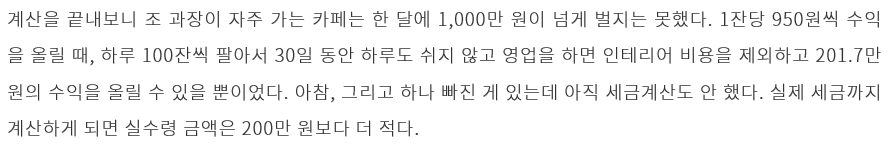 계산을 끝내보니 조 과장이 자주 가는 카페는 한 달에 1,000만 원이 넘게 벌지는 못했다. 1잔당 950원씩 수익
을 올릴 때, 하루 100잔씩 팔아서 30일 동안 하루도 쉬지 않고 영업을 하면 인테리어 비용을 제외하고 201.7만
원의 수익을 올릴 수 있을 뿐이었다. 아참, 그리고 하나 빠진 게 있는데 아직 세금계산도 안 했다. 실제 세금까지
계산하게 되면 실수령 금액은 200만 원보다 더 적다.